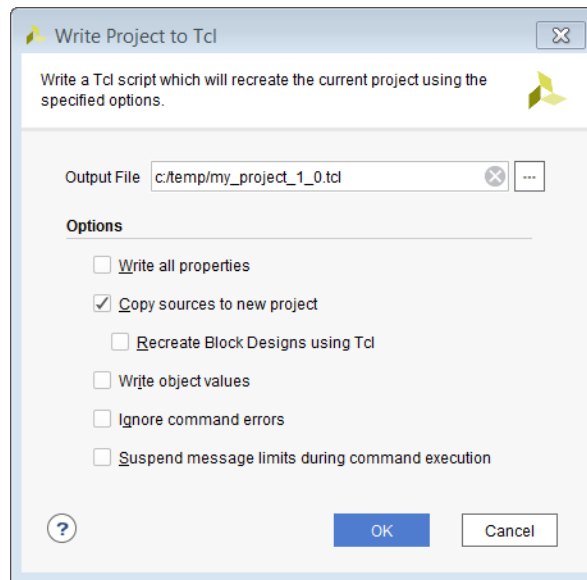 Write Project to Tcl
Write a Tcl script which will recreate the current project using the
specified options.
Output File c:/temp/my_project_1_0.tcl ...
Options
Write all properties
Copy sources to new project
Recreate Block Designs using Tcl
Write object values
Ignore command errors
Suspend message limits during command execution
? OK Cancel